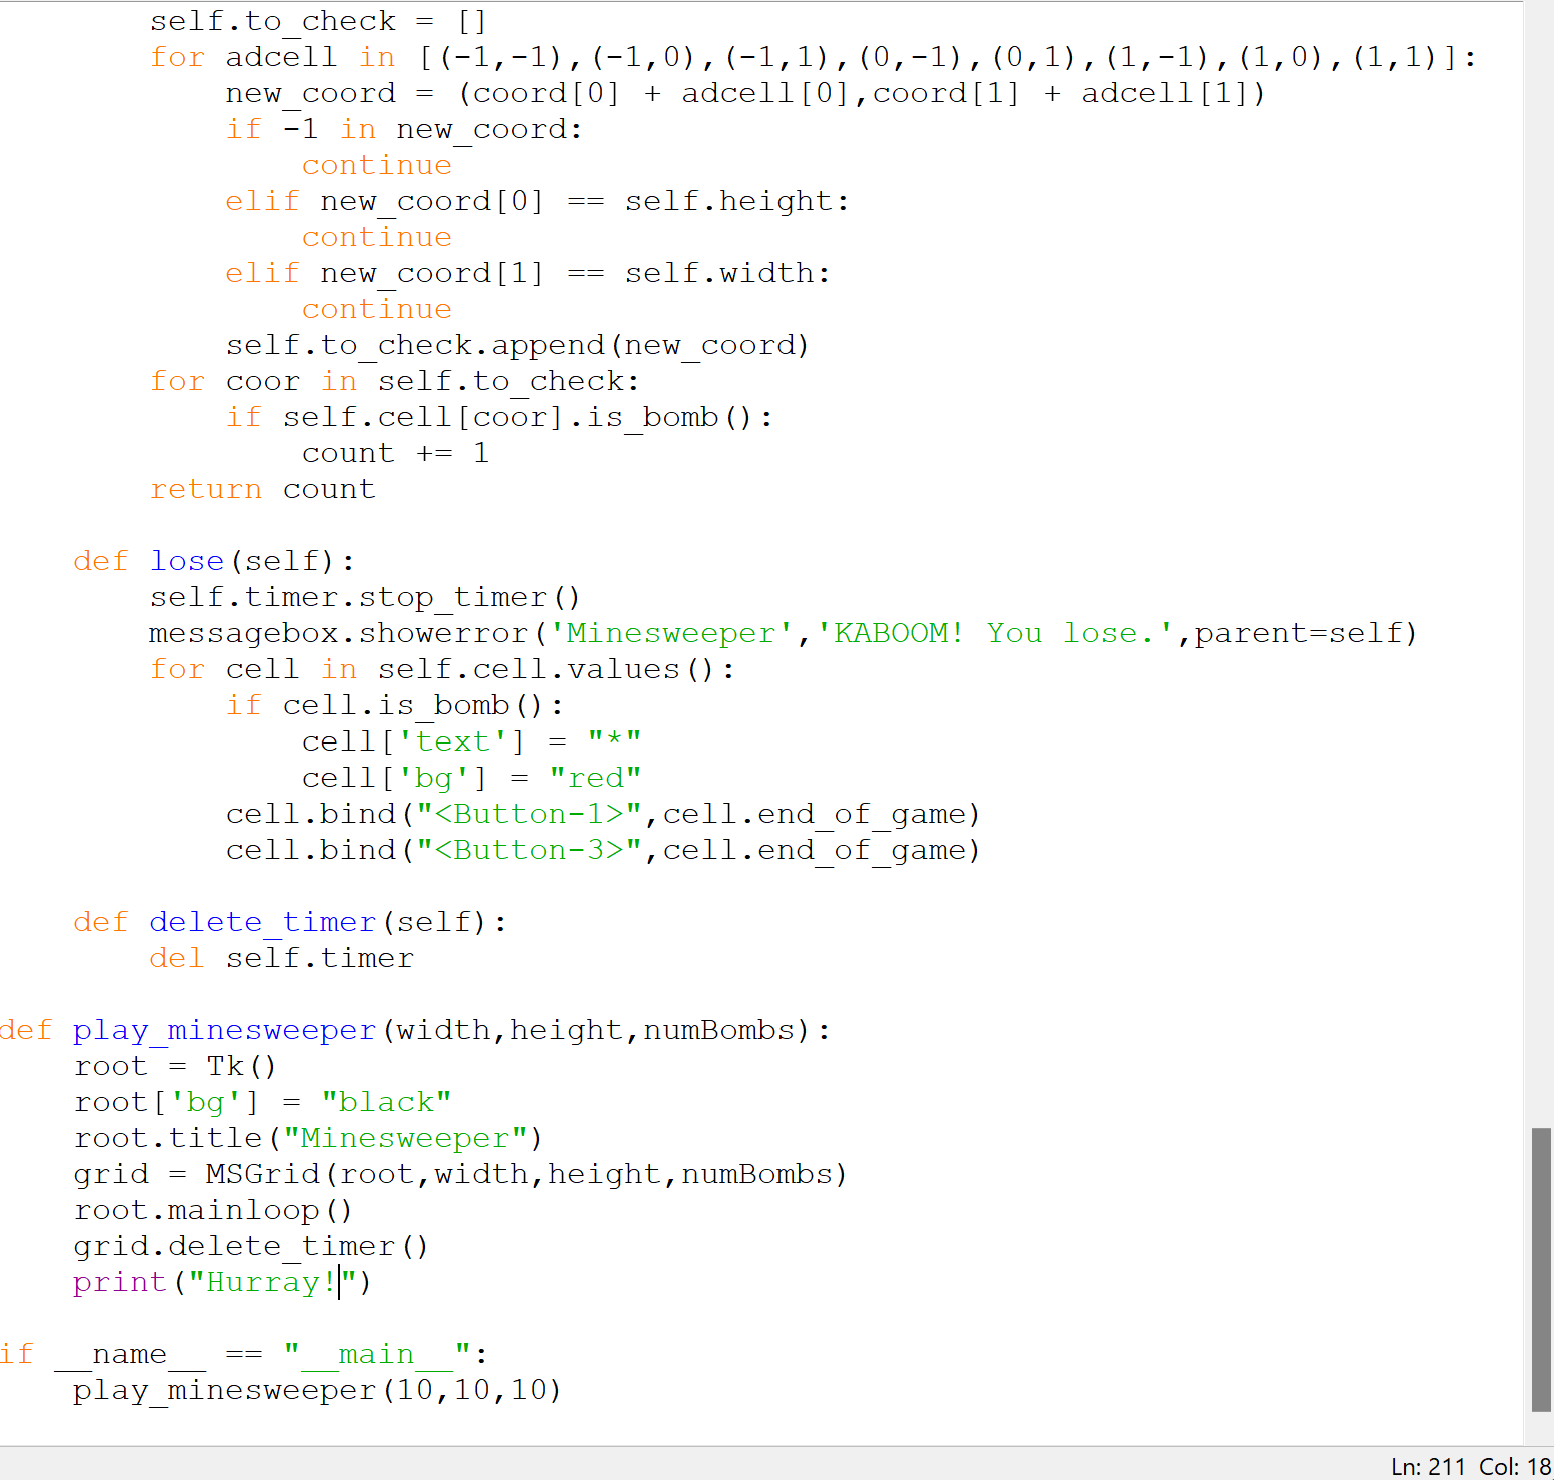 self.to_check = []
        for adcell in [(-1,-1),(-1,0),(-1,1),(0,-1),(0,1),(1,-1),(1,0),(1,1)]:
            new_coord = (coord[0] + adcell[0],coord[1] + adcell[1])
            if -1 in new_coord:
                continue
            elif new_coord[0] == self.height:
                continue
            elif new_coord[1] == self.width:
                continue
            self.to_check.append(new_coord)
        for coor in self.to_check:
            if self.cell[coor].is_bomb():
                count += 1
        return count

    def lose(self):
        self.timer.stop_timer()
        messagebox.showerror('Minesweeper','KABOOM! You lose.',parent=self)
        for cell in self.cell.values():
            if cell.is_bomb():
                cell['text'] = "*"
                cell['bg'] = "red"
            cell.bind("<Button-1>",cell.end_of_game)
            cell.bind("<Button-3>",cell.end_of_game)

    def delete_timer(self):
        del self.timer

def play_minesweeper(width,height,numBombs):
    root = Tk()
    root['bg'] = "black"
    root.title("Minesweeper")
    grid = MSGrid(root,width,height,numBombs)
    root.mainloop()
    grid.delete_timer()
    print("Hurray!")

if __name__ == "__main__":
    play_minesweeper(10,10,10)
Ln: 211 Col: 18